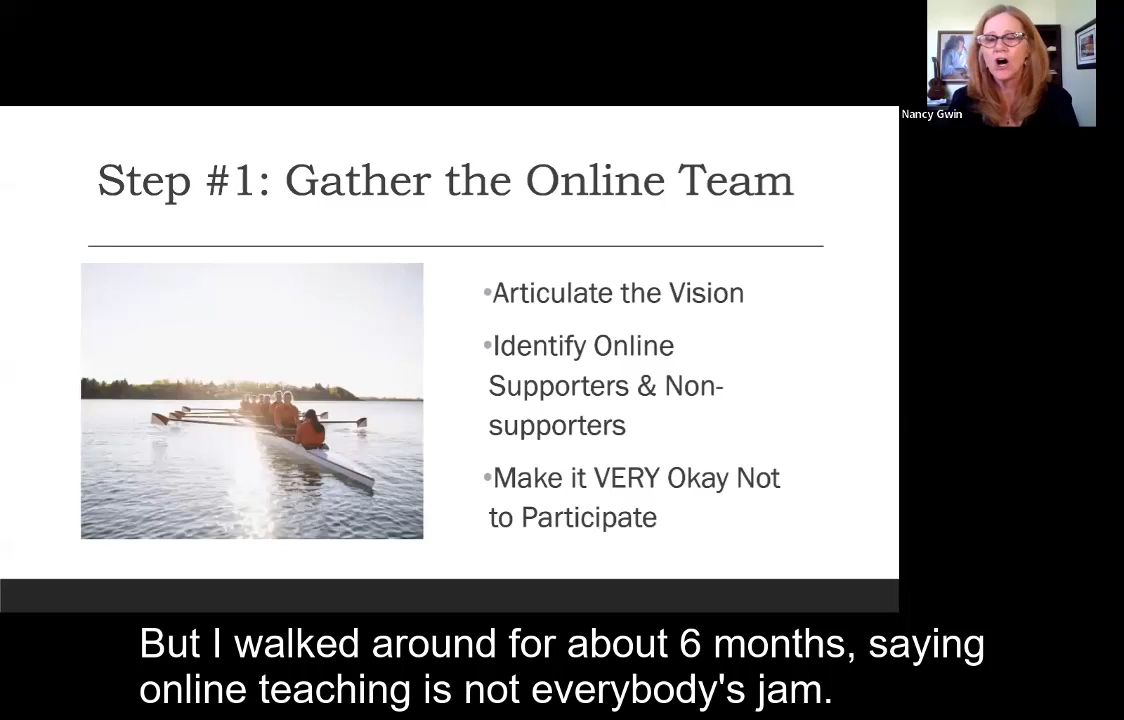 Nancy Gwin
Step #1: Gather the Online Team
•Articulate the Vision
•Identify Online
Supporters & Non-
supporters
•Make it VERY Okay Not
to Participate
But I walked around for about 6 months, saying
online teaching is not everybody's jam.